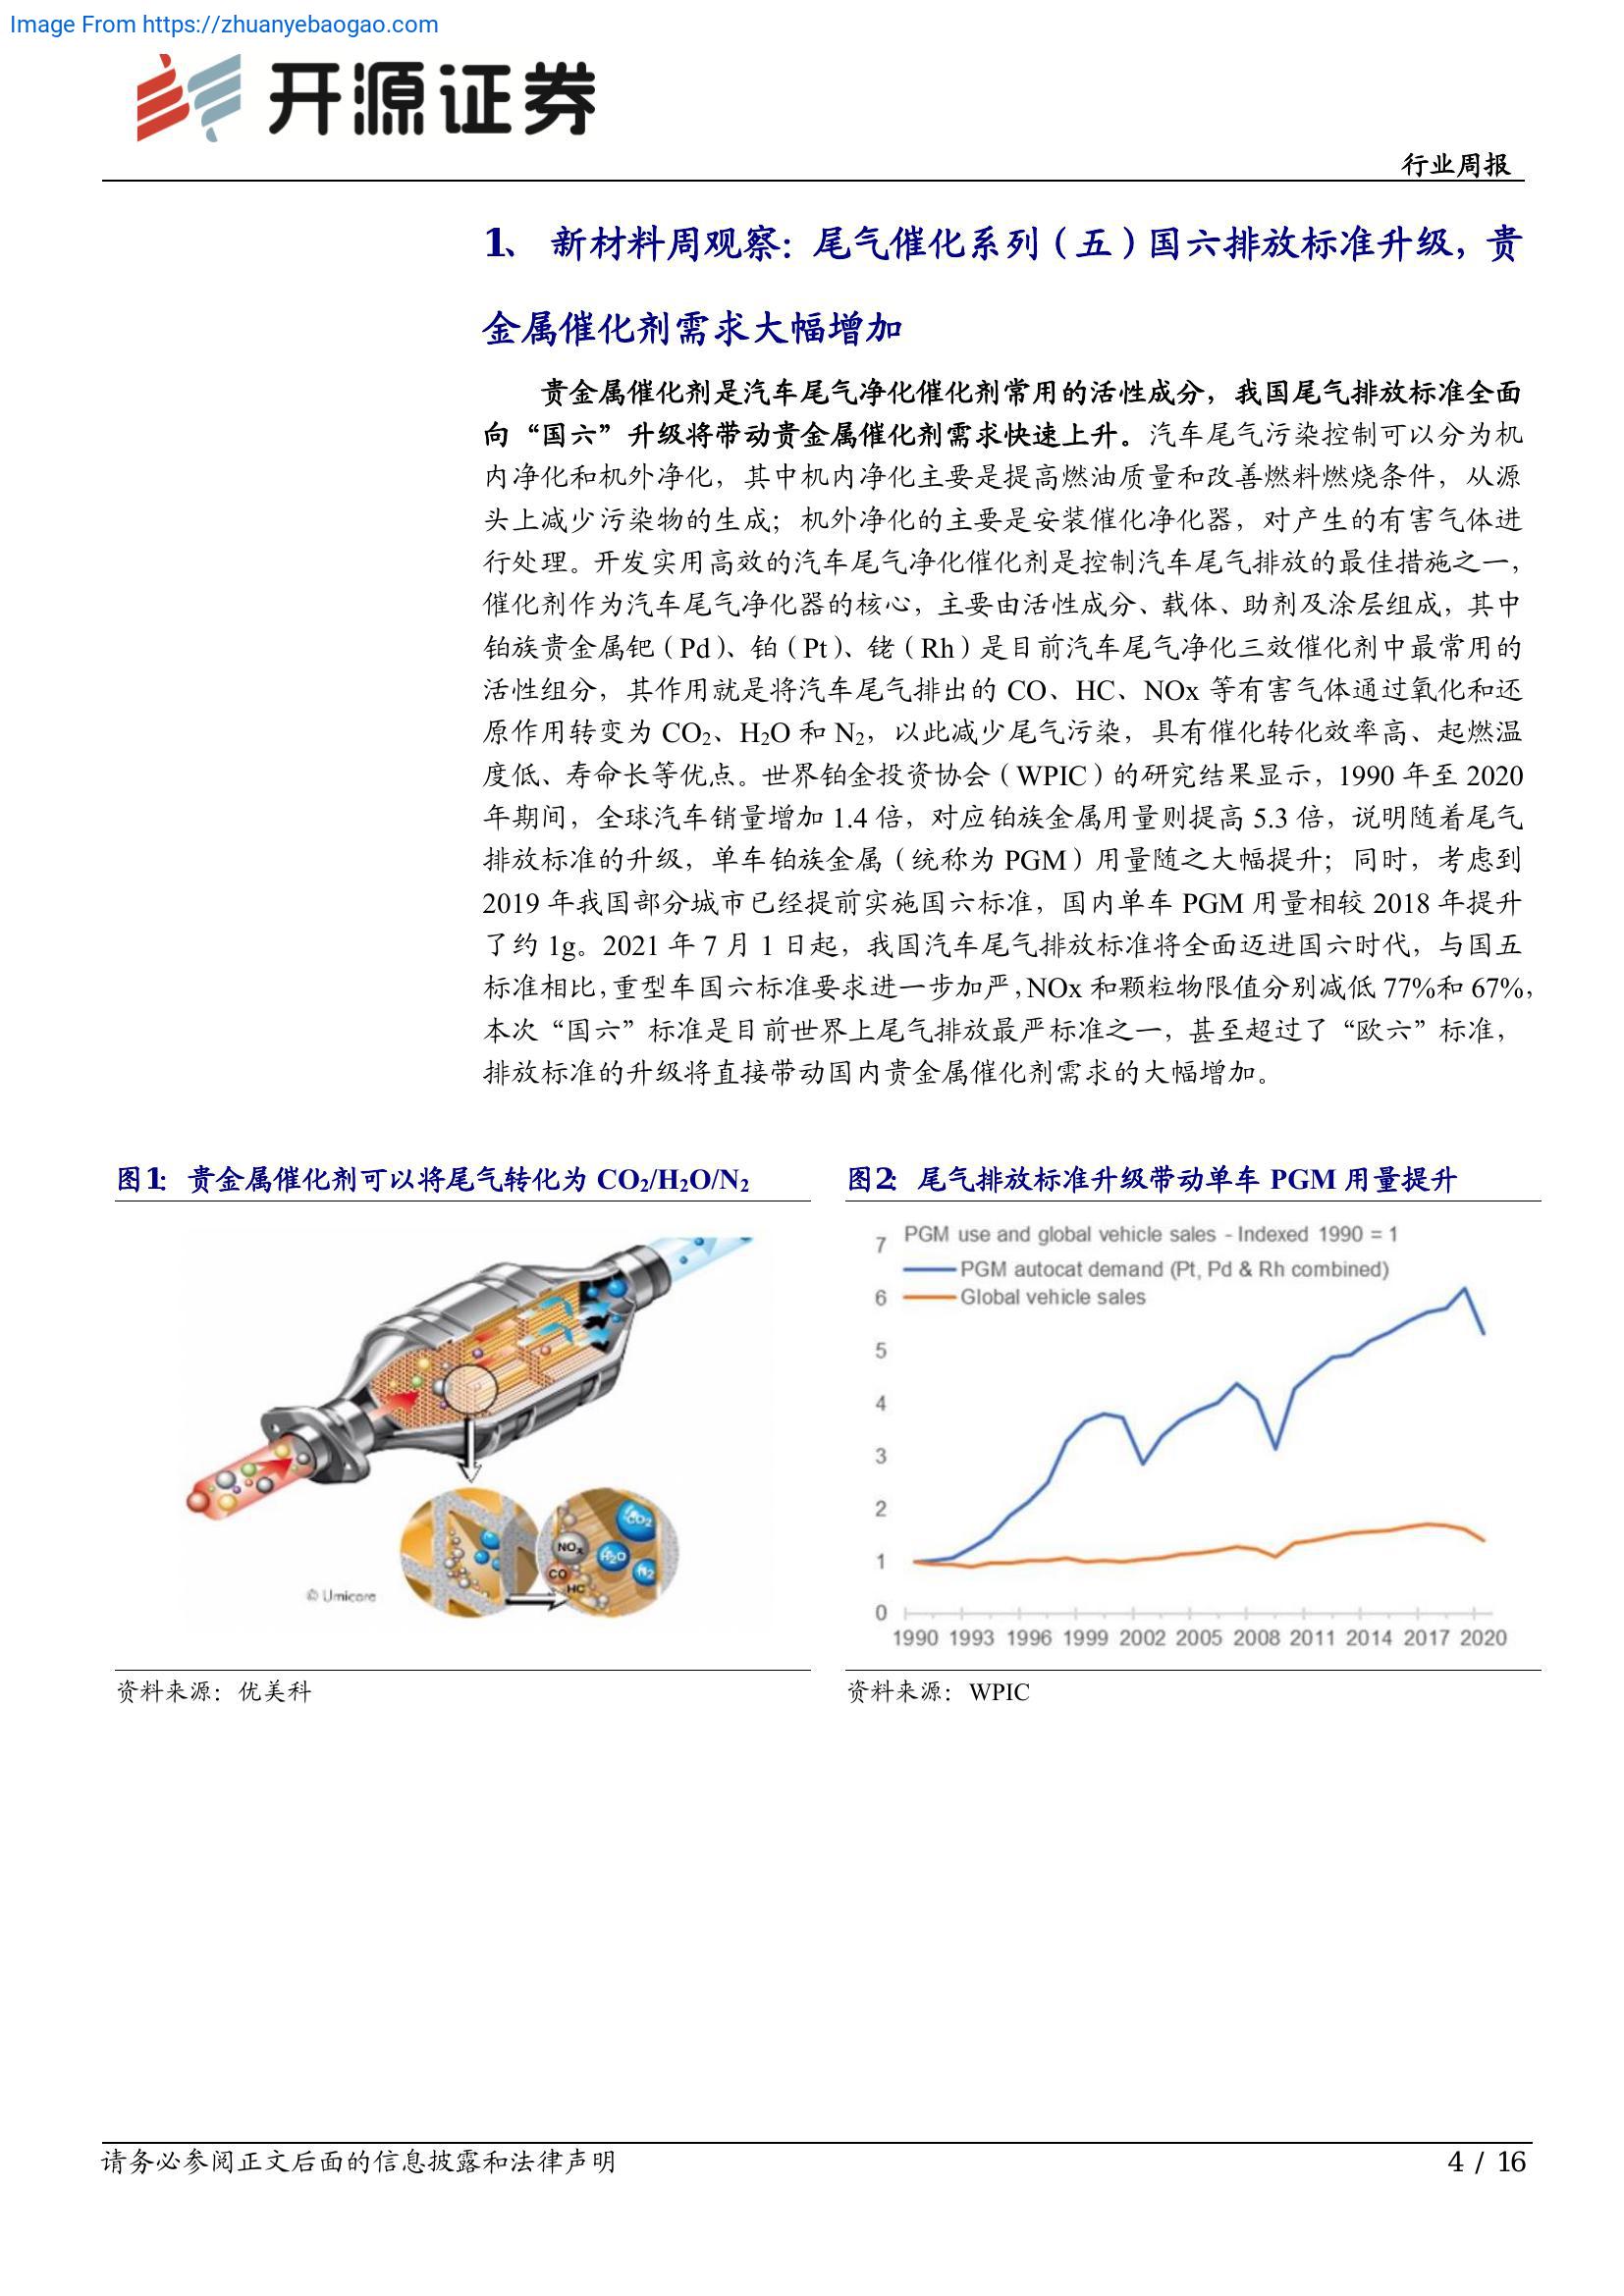 Image From https://zhuanyebaogao.com
开源证券
行业周报
1、 新材料周观察：尾气催化系列（五）国六排放标准升级，贵
金属催化剂需求大幅增加
贵金属催化剂是汽车尾气净化催化剂常用的活性成分，我国尾气排放标准全面
向“国六”升级将带动贵金属催化剂需求快速上升。汽车尾气污染控制可以分为机
内净化和机外净化，其中机内净化主要是提高燃油质量和改善燃料燃烧条件，从源
头上减少污染物的生成；机外净化的主要是安装催化净化器，对产生的有害气体进
行处理。开发实用高效的汽车尾气净化催化剂是控制汽车尾气排放的最佳措施之一，
催化剂作为汽车尾气净化器的核心，主要由活性成分、载体、助剂及涂层组成，其中
铂族贵金属钯（Pd）、铂（Pt）、铑（Rh）是目前汽车尾气净化三效催化剂中最常用的
活性组分，其作用就是将汽车尾气排出的 CO、HC、NOx 等有害气体通过氧化和还
原作用转变为 CO₂、H₂O 和 N₂，以此减少尾气污染，具有催化转化效率高、起燃温
度低、寿命长等优点。世界铂金投资协会（WPIC）的研究结果显示，1990 年至 2020
年期间，全球汽车销量增加 1.4 倍，对应铂族金属用量则提高 5.3 倍，说明随着尾气
排放标准的升级，单车铂族金属（统称为 PGM）用量随之大幅提升；同时，考虑到
2019 年我国部分城市已经提前实施国六标准，国内单车 PGM 用量相较 2018 年提升
了约 1g。2021 年 7 月 1 日起，我国汽车尾气排放标准将全面迈进国六时代，与国五
标准相比，重型车国六标准要求进一步加严，NOx 和颗粒物限值分别减低 77%和 67%，
本次“国六”标准是目前世界上尾气排放最严标准之一，甚至超过了“欧六”标准，
排放标准的升级将直接带动国内贵金属催化剂需求的大幅增加。
图1： 贵金属催化剂可以将尾气转化为 CO₂/H₂O/N₂
NOx
CO
HC
CO2
H2O
N2
© Umicore
资料来源：优美科
图2： 尾气排放标准升级带动单车 PGM 用量提升
PGM use and global vehicle sales - Indexed 1990 = 1
PGM autocat demand (Pt, Pd & Rh combined)
Global vehicle sales
7
6
5
4
3
2
1
0
1990 1993 1996 1999 2002 2005 2008 2011 2014 2017 2020
资料来源：WPIC
请务必参阅正文后面的信息披露和法律声明
4 / 16